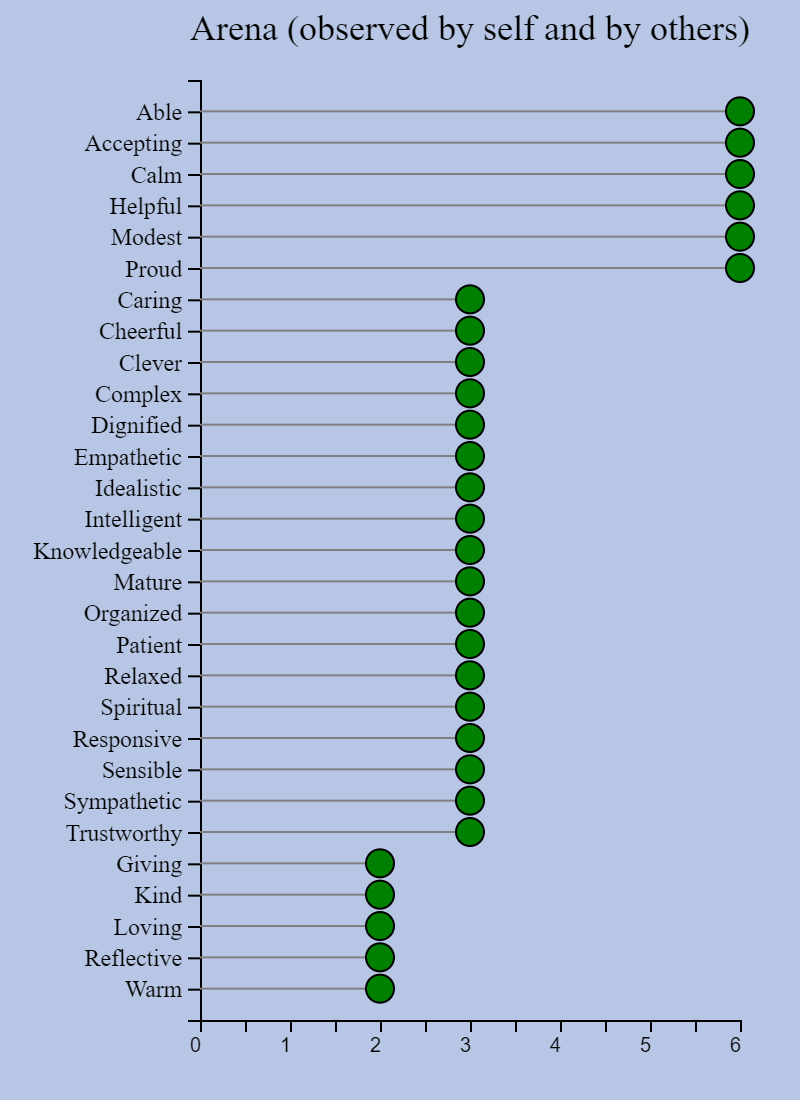 Arena (observed by self and by others)
Able
Accepting
Calm
Helpful
Modest
Proud
Caring
Cheerful
Clever
Complex
Dignified
Empathetic
Idealistic
Intelligent
Knowledgeable
Mature
Organized
Patient
Relaxed
Spiritual
Responsive
Sensible
Sympathetic
Trustworthy
Giving
Kind
Loving
Reflective
Warm
0 1 2 3 4 5 6